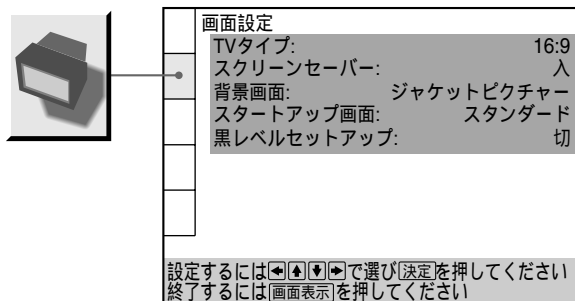 画面設定
TVタイプ: 16:9
スクリーンセーバー: 入
背景画面: ジャケットピクチャー
スタートアップ画面: スタンダード
黒レベルセットアップ: 切
設定するには←↑↓→で選び決定を押してください
終了するには画面表示を押してください